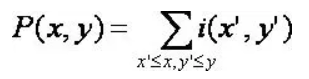 P(x, y) = ∑ i(x', y')
x'≤x, y'≤y